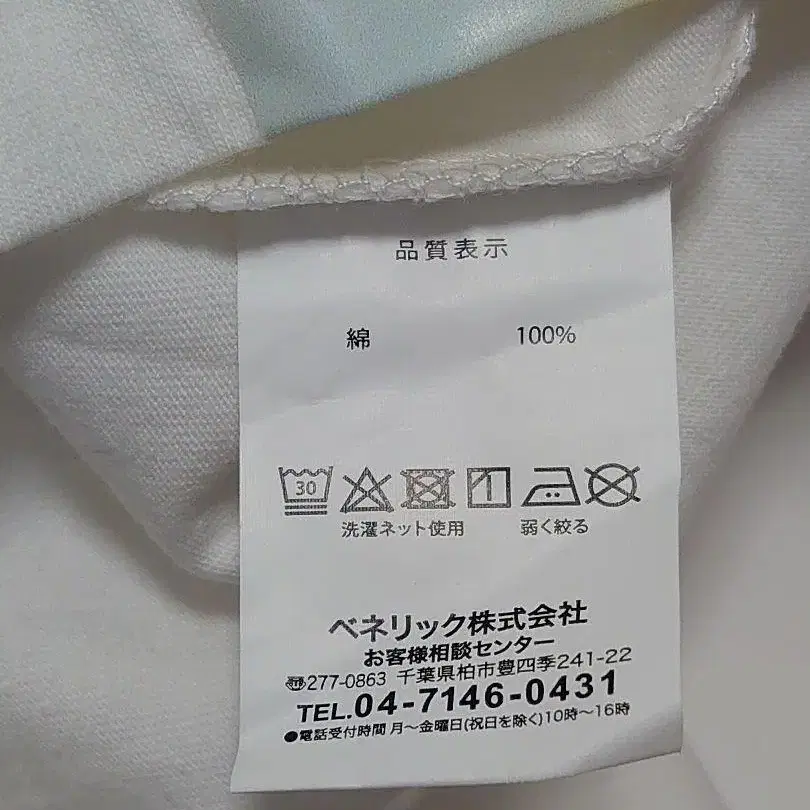 品質表示
綿 100%
30
洗濯ネット使用 弱く絞る
ベネリック株式会社
お客様相談センター
〠277-0863 千葉県柏市豊四季241-22
TEL.04-7146-0431
●電話受付時間 月～金曜日(祝日を除く)10時～16時